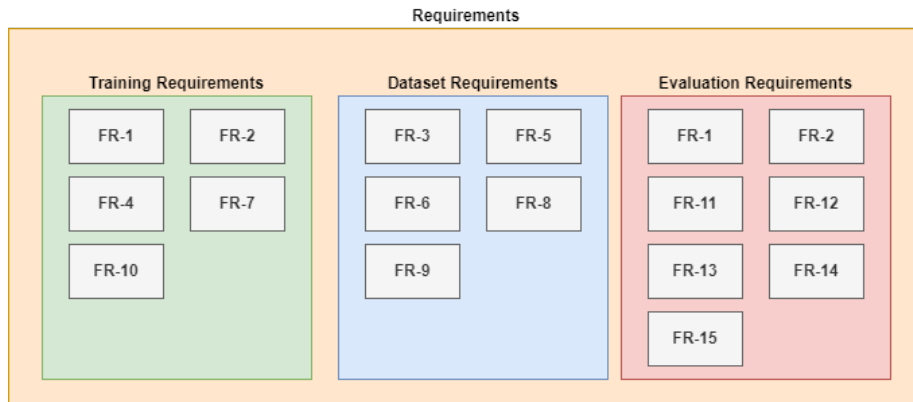 Requirements
Training Requirements
FR-1 FR-2
FR-4 FR-7
FR-10
Dataset Requirements
FR-3 FR-5
FR-6 FR-8
FR-9
Evaluation Requirements
FR-1 FR-2
FR-11 FR-12
FR-13 FR-14
FR-15